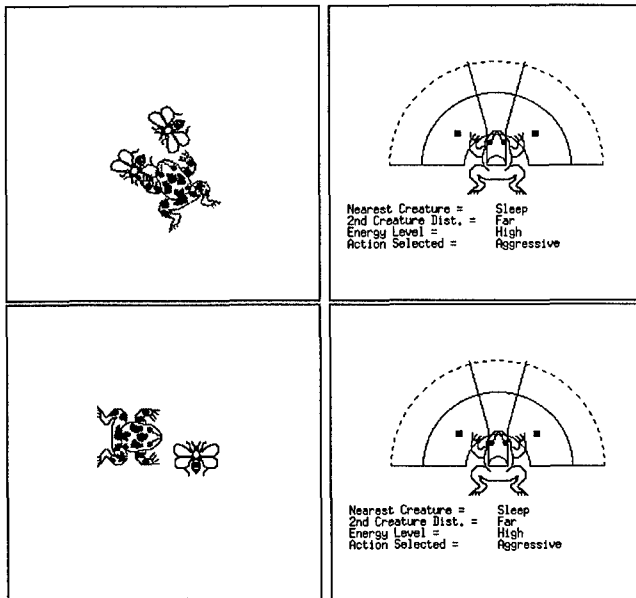 Nearest Creature = Sleep
2nd Creature Dist. = Far
Energy Level = High
Action Selected = Aggressive
Nearest Creature = Sleep
2nd Creature Dist. = Far
Energy Level = High
Action Selected = Aggressive